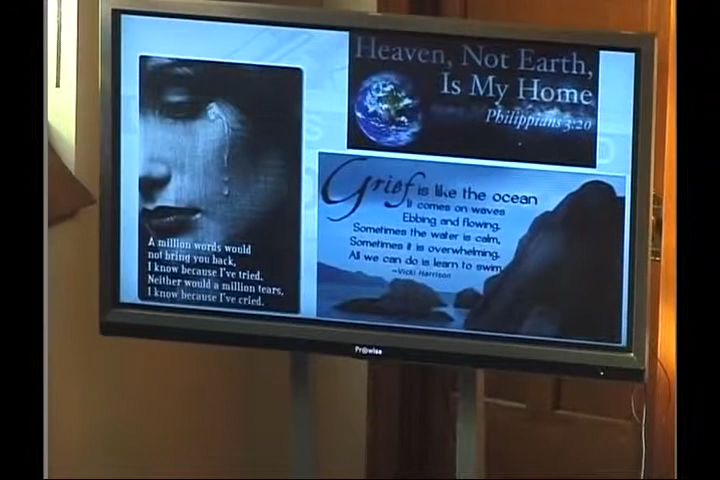 Heaven, Not Earth,
Is My Home
Philippians 3:20
Grief is like the ocean
It comes on waves
Ebbing and flowing,
Sometimes the water is calm,
Sometimes it is overwhelming,
All we can do is learn to swim
~Vicki Harrison
A million words would
not bring you back,
I know because I've tried,
Neither would a million tears,
I know because I've cried.
Prowise